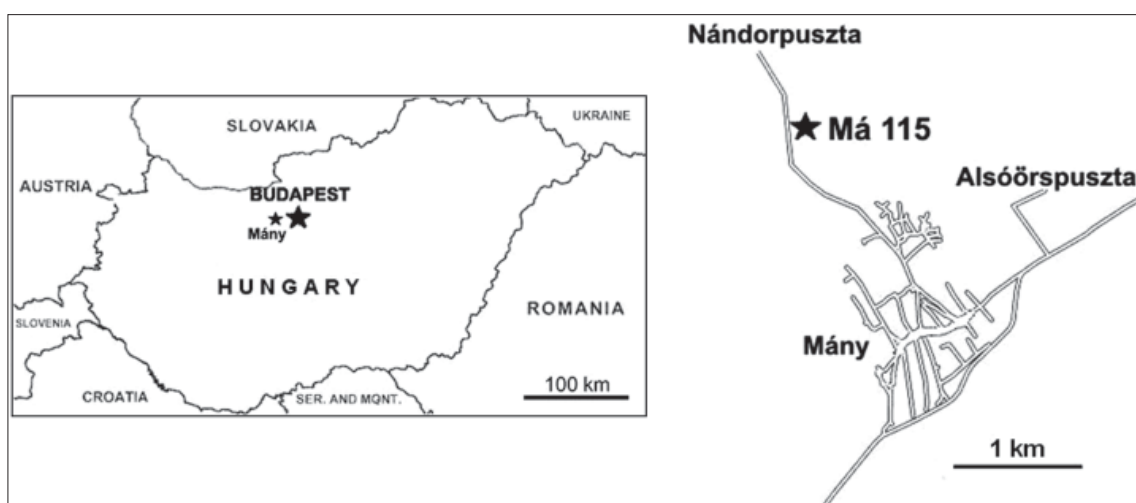 SLOVAKIA
UKRAINE
AUSTRIA
BUDAPEST
Mány
HUNGARY
ROMANIA
SLOVENIA
CROATIA
SER. AND MONT.
100 km
Nándorpuszta
Má 115
Alsóörspuszta
Mány
1 km